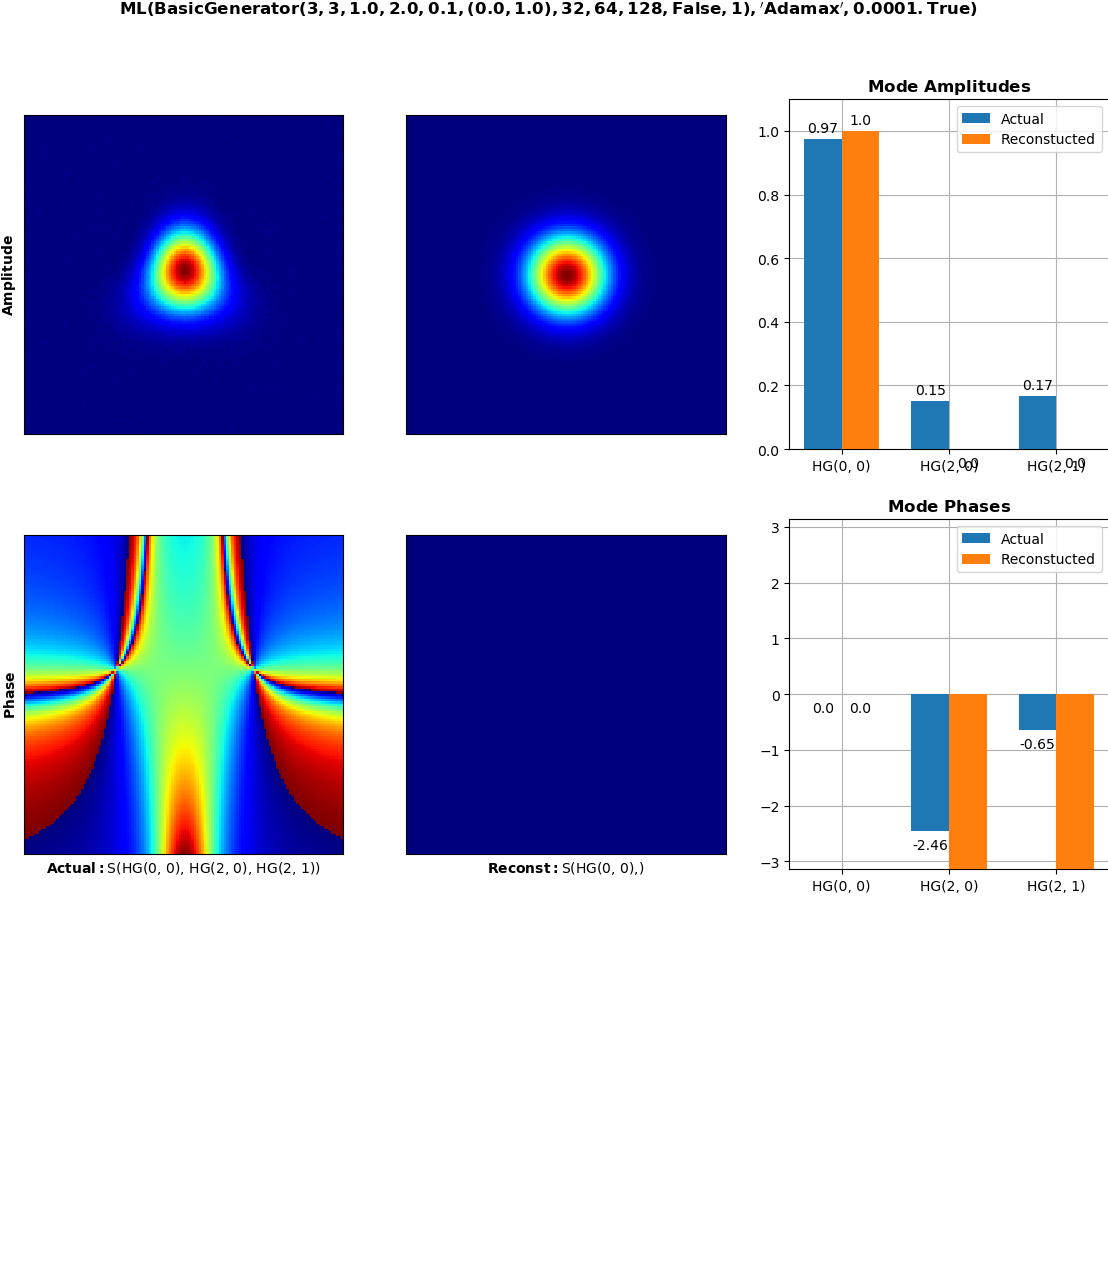 ML(BasicGenerator(3, 3, 1.0, 2.0, 0.1, (0.0, 1.0), 32, 64, 128, False, 1), 'Adamax', 0.0001. True)
Amplitude
Mode Amplitudes
Actual
Reconstucted
0.97
1.0
0.15
0.17
0.0
0.0
1.0
0.8
0.6
0.4
0.2
0.0
HG(0, 0)
HG(2, 0)
HG(2, 1)
Phase
Actual: S(HG(0, 0), HG(2, 0), HG(2, 1))
Reconst: S(HG(0, 0),)
Mode Phases
Actual
Reconstucted
3
2
1
0
−1
−2
−3
0.0
0.0
-2.46
-0.65
HG(0, 0)
HG(2, 0)
HG(2, 1)